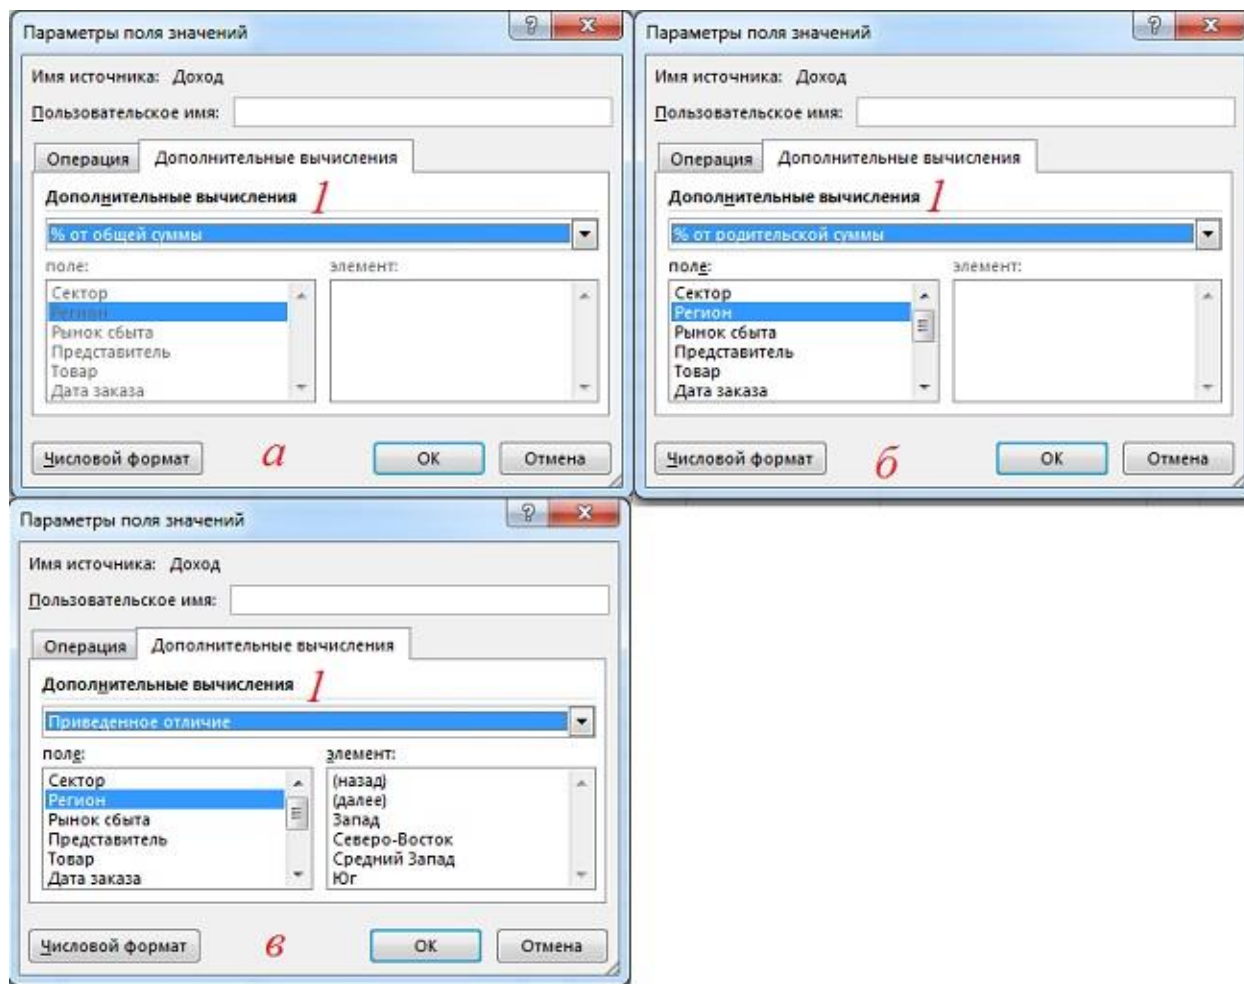 Параметры поля значений
Имя источника: Доход
Пользовательское имя:
Операция Дополнительные вычисления
Дополнительные вычисления 1
% от общей суммы
поле: элемент:
Сектор
Регион
Рынок сбыта
Представитель
Товар
Дата заказа
Числовой формат а ОК Отмена
Параметры поля значений
Имя источника: Доход
Пользовательское имя:
Операция Дополнительные вычисления
Дополнительные вычисления 1
% от родительской суммы
поле: элемент:
Сектор
Регион
Рынок сбыта
Представитель
Товар
Дата заказа
Числовой формат б ОК Отмена
Параметры поля значений
Имя источника: Доход
Пользовательское имя:
Операция Дополнительные вычисления
Дополнительные вычисления 1
Приведенное отличие
поле: элемент:
Сектор (назад)
Регион (далее)
Рынок сбыта Запад
Представитель Северо-Восток
Товар Средний Запад
Дата заказа Юг
Числовой формат в ОК Отмена